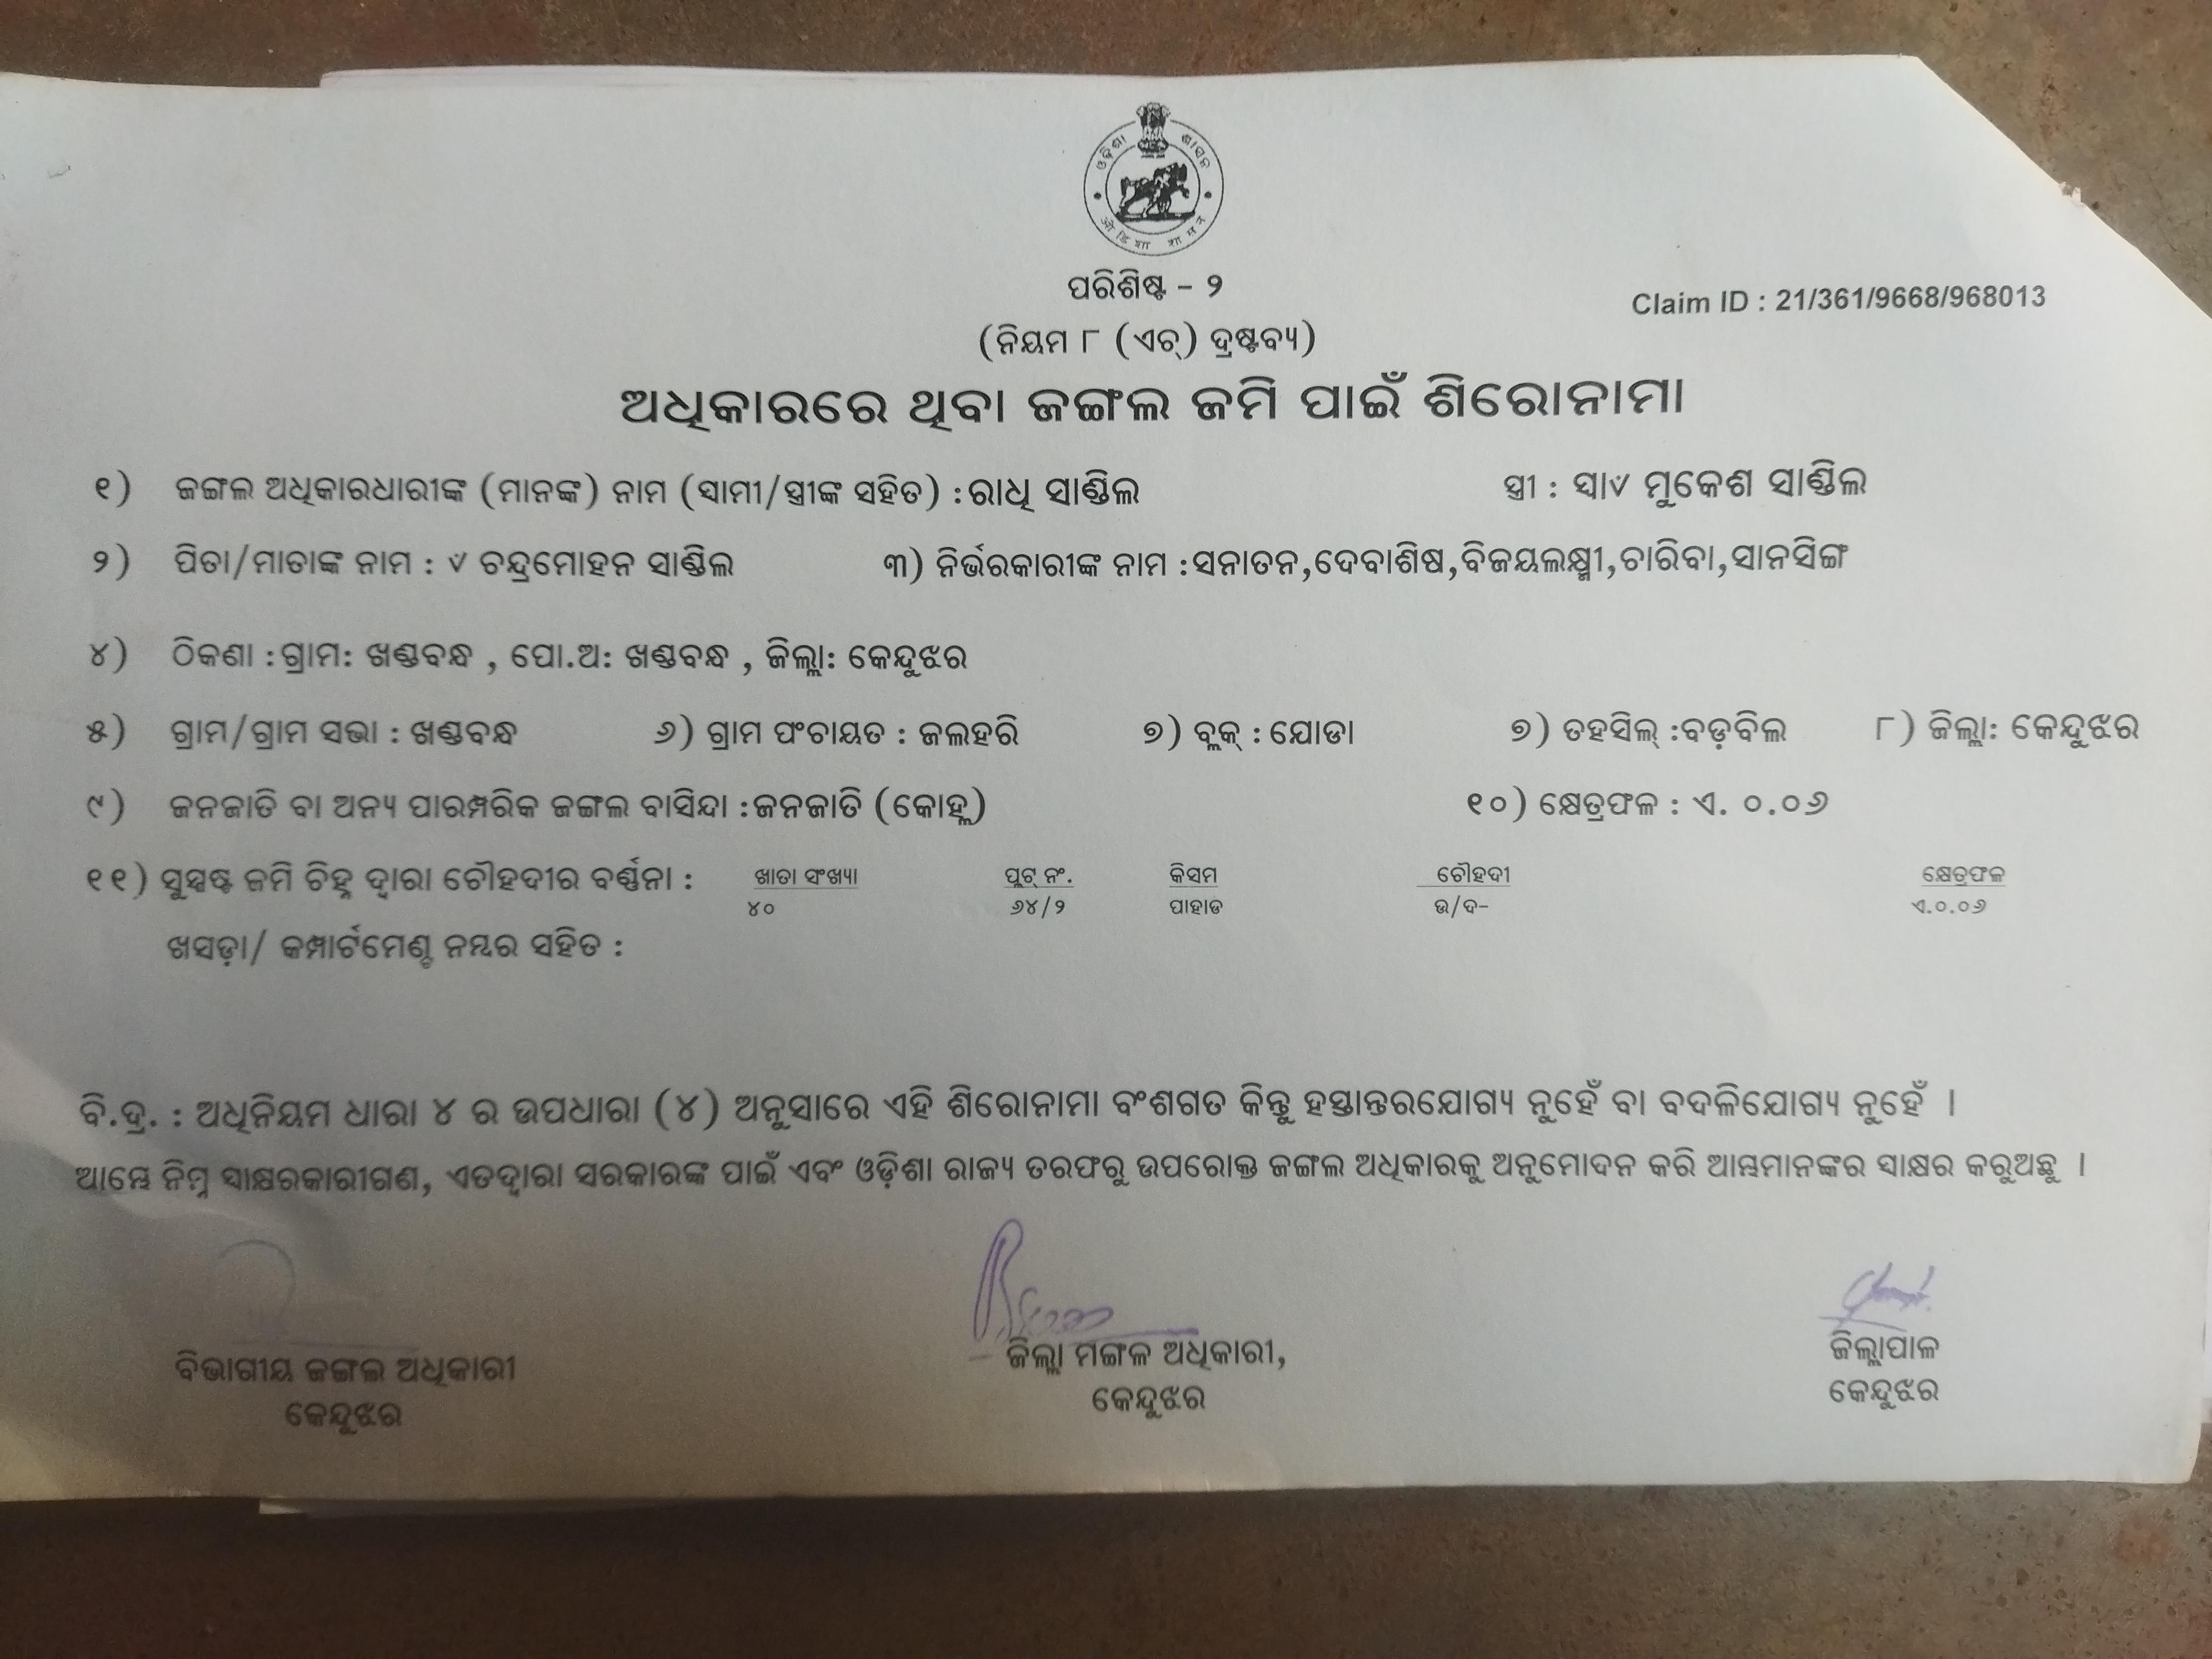 ଓଡ଼ିଶା ଶାସନ
ओडिशा शासन
ପରିଶିଷ୍ଟ - ୨
Claim ID : 21/361/9668/968013
(ନିୟମ ୮ (ଏଚ୍) ଦ୍ରଷ୍ଟବ୍ୟ)
ଅଧିକାରରେ ଥିବା ଜଙ୍ଗଲ ଜମି ପାଇଁ ଶିରୋନାମା
୧) ଜଙ୍ଗଲ ଅଧିକାରଧାରୀଙ୍କ (ମାନଙ୍କ) ନାମ (ସ୍ୱାମୀ/ସ୍ତ୍ରୀଙ୍କ ସହିତ) : ରାଧି ସାଣ୍ଡିଲ ସ୍ତ୍ରୀ : ସ୍ୱା୰ ମୁକେଶ ସାଣ୍ଡିଲ
୨) ପିତା/ମାତାଙ୍କ ନାମ : ୰ ଚନ୍ଦ୍ରମୋହନ ସାଣ୍ଡିଲ ୩) ନିର୍ଭରକାରୀଙ୍କ ନାମ : ସନାତନ,ଦେବାଶିଷ,ବିଜୟଲକ୍ଷ୍ମୀ,ଚାରିବା,ସାନସିଙ୍ଗ
୪) ଠିକଣା : ଗ୍ରାମ: ଖଣ୍ଡବନ୍ଧ , ପୋ.ଅ: ଖଣ୍ଡବନ୍ଧ , ଜିଲ୍ଲା: କେନ୍ଦୁଝର
୫) ଗ୍ରାମ/ଗ୍ରାମ ସଭା : ଖଣ୍ଡବନ୍ଧ ୬) ଗ୍ରାମ ପଂଚାୟତ : ଜଲହରି ୭) ବ୍ଲକ୍ : ଯୋଡା ୭) ତହସିଲ୍ :ବଡ଼ବିଲ ୮) ଜିଲ୍ଲା: କେନ୍ଦୁଝର
୯) ଜନଜାତି ବା ଅନ୍ୟ ପାରମ୍ପରିକ ଜଙ୍ଗଲ ବାସିନ୍ଦା :ଜନଜାତି (କୋହ୍ଲ) ୧୦) କ୍ଷେତ୍ରଫଳ : ଏ. ୦.୦୬
୧୧) ସୁସ୍ପଷ୍ଟ ଜମି ଚିହ୍ନ ଦ୍ୱାରା ଚୌହଦୀର ବର୍ଣ୍ଣନା : ଖାତା ସଂଖ୍ୟା ପ୍ଲଟ୍ ନଂ. କିସମ ଚୌହଦୀ କ୍ଷେତ୍ରଫଳ
୪୦ ୬୪/୨ ପାହାଡ ଉ/ଦ- ଏ.୦.୦୬
ଖସଡ଼ା/ କମ୍ପାର୍ଟମେଣ୍ଟ ନମ୍ବର ସହିତ :
ବି.ଦ୍ର. : ଅଧିନିୟମ ଧାରା ୪ ର ଉପଧାରା (୪) ଅନୁସାରେ ଏହି ଶିରୋନାମା ବଂଶଗତ କିନ୍ତୁ ହସ୍ତାନ୍ତରଯୋଗ୍ୟ ନୁହେଁ ବା ବଦଳିଯୋଗ୍ୟ ନୁହେଁ ।
ଆମ୍ଭେ ନିମ୍ନ ସାକ୍ଷରକାରୀଗଣ, ଏତଦ୍ୱାରା ସରକାରଙ୍କ ପାଇଁ ଏବଂ ଓଡ଼ିଶା ରାଜ୍ୟ ତରଫରୁ ଉପରୋକ୍ତ ଜଙ୍ଗଲ ଅଧିକାରକୁ ଅନୁମୋଦନ କରି ଆମ୍ଭମାନଙ୍କର ସାକ୍ଷର କରୁଅଛୁ ।
ବିଭାଗୀୟ ଜଙ୍ଗଲ ଅଧିକାରୀ ଜିଲ୍ଲା ମଙ୍ଗଳ ଅଧିକାରୀ, ଜିଲ୍ଲାପାଳ
କେନ୍ଦୁଝର କେନ୍ଦୁଝର କେନ୍ଦୁଝର